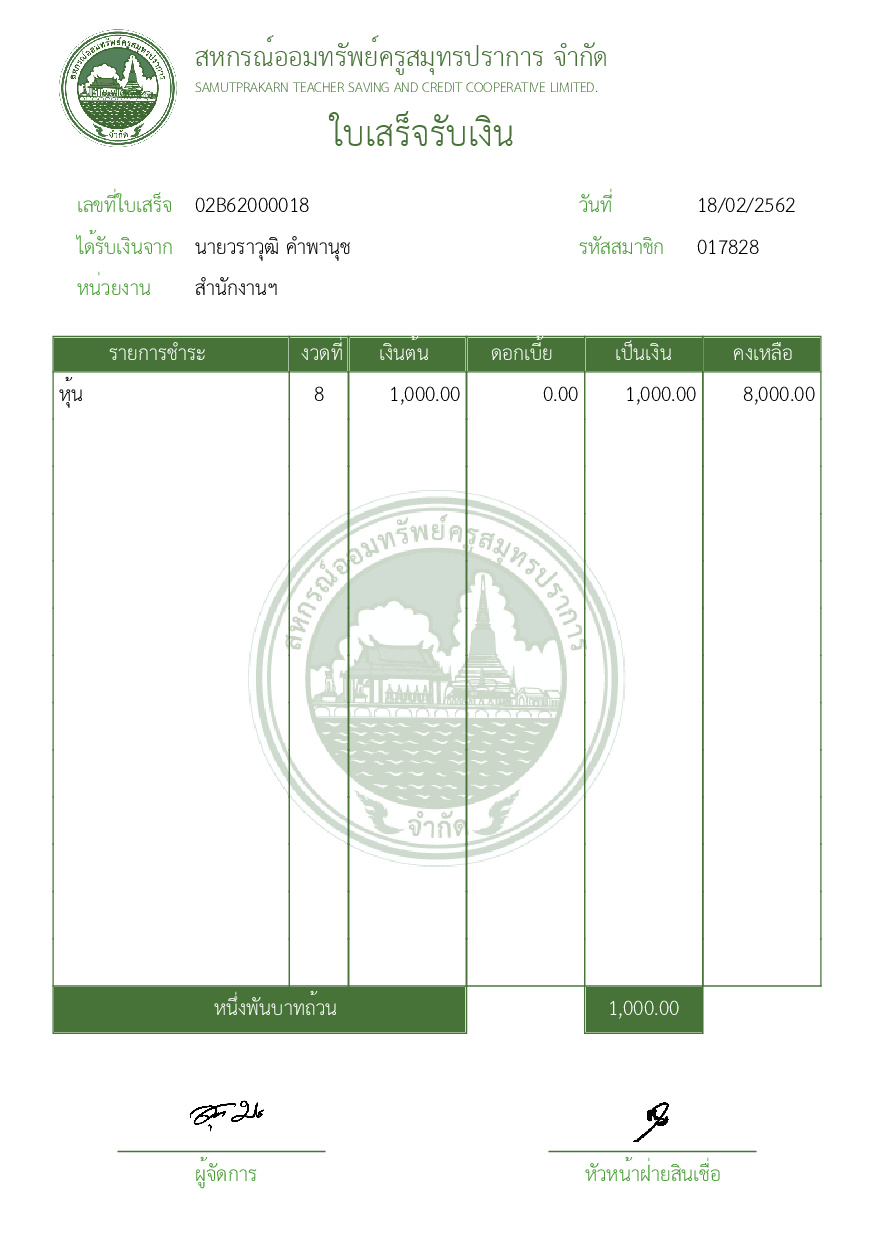 สหกรณ์ออมทรัพย์ครูสมุทรปราการ จำกัด
SAMUTPRAKARN TEACHER SAVING AND CREDIT COOPERATIVE LIMITED.
ใบเสร็จรับเงิน
เลขที่ใบเสร็จ 02B62000018 วันที่ 18/02/2562
ได้รับเงินจาก นายวราวุฒิ คำพานุช รหัสสมาชิก 017828
หน่วยงาน สำนักงานฯ
รายการชำระ งวดที่ เงินต้น ดอกเบี้ย เป็นเงิน คงเหลือ
หุ้น 8 1,000.00 0.00 1,000.00 8,000.00
สหกรณ์ออมทรัพย์ครูสมุทรปราการ
จำกัด
หนึ่งพันบาทถ้วน 1,000.00
ผู้จัดการ หัวหน้าฝ่ายสินเชื่อ